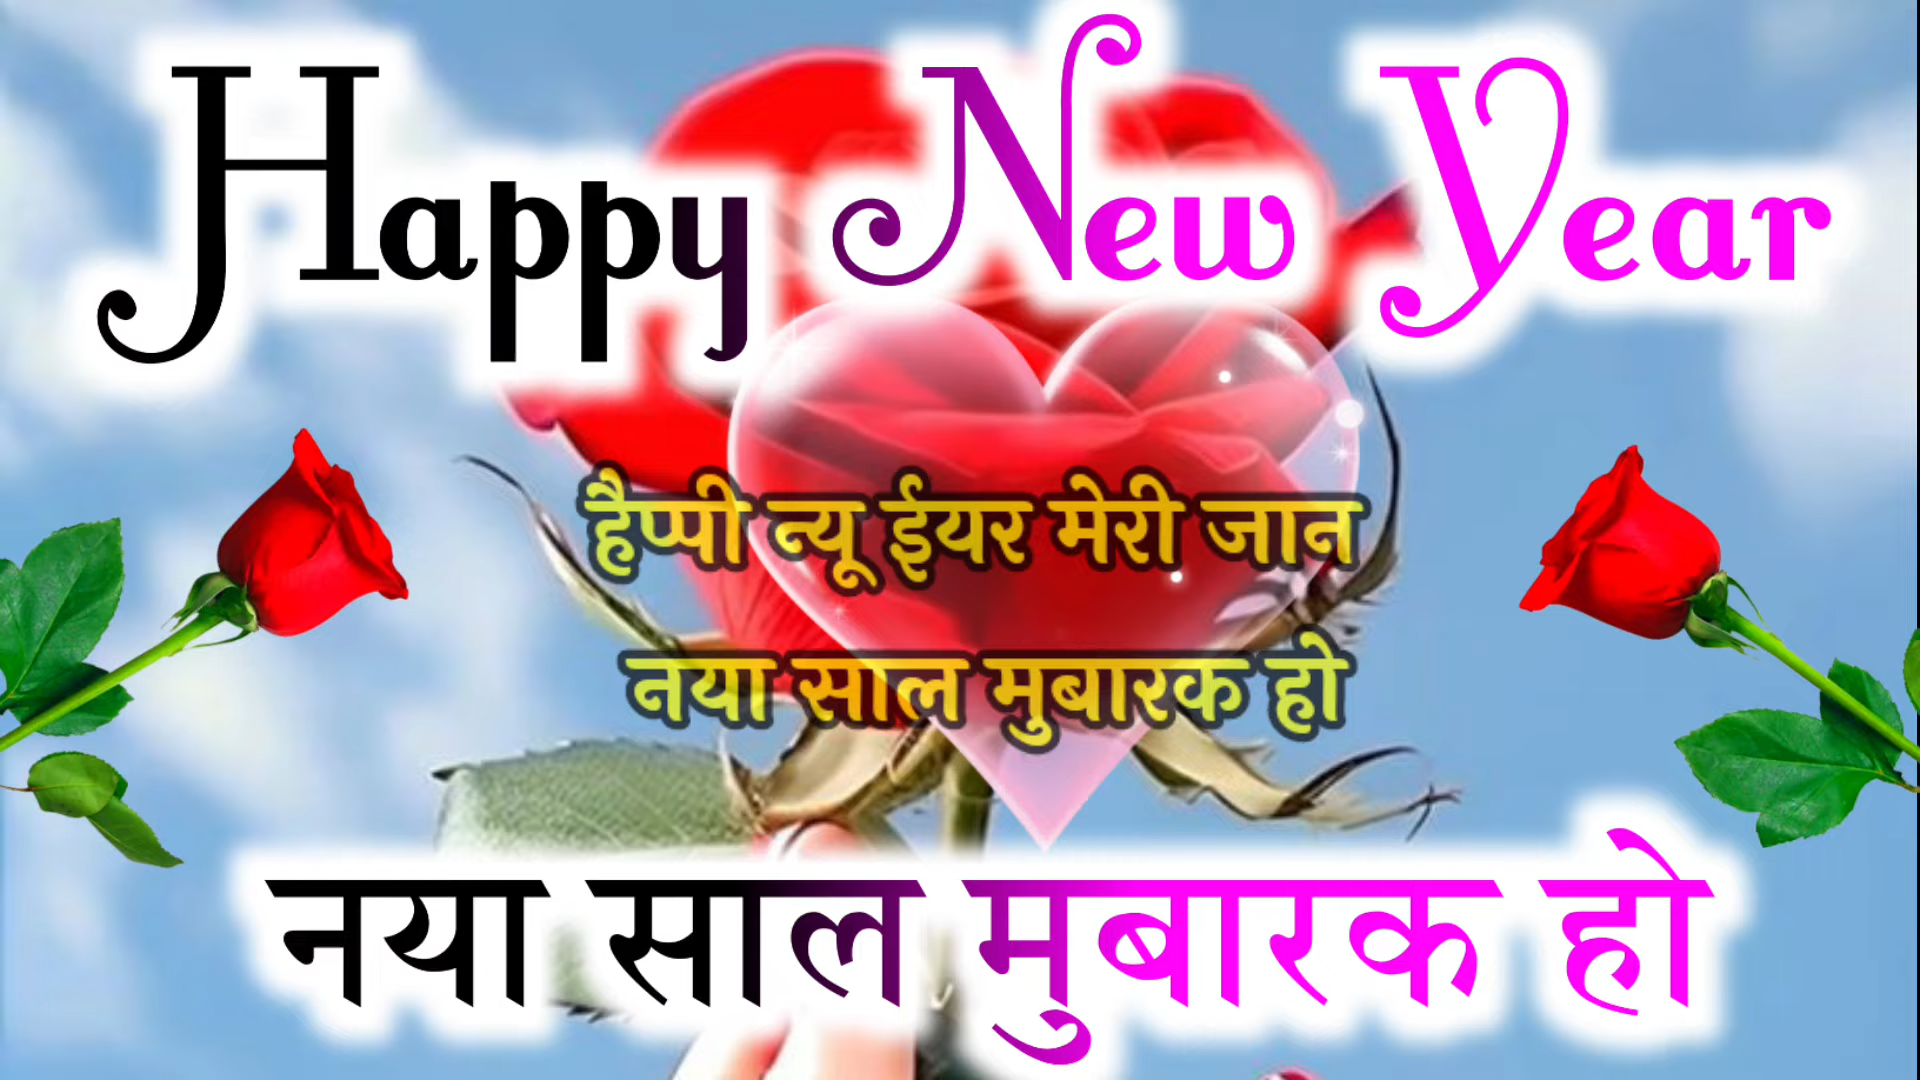 Happy New Year
हैप्पी न्यू ईयर मेरी जान
नया साल मुबारक हो
नया साल मुबारक हो